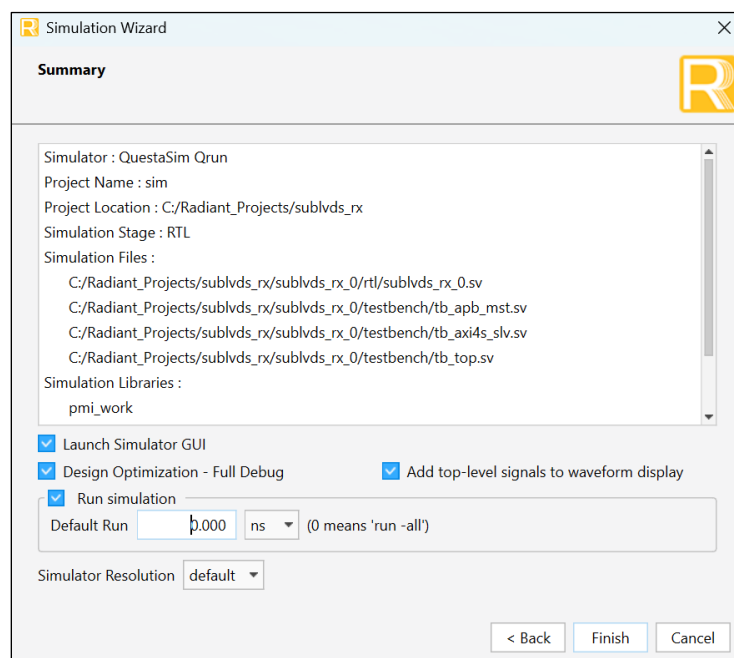 Simulation Wizard
Summary
Simulator : QuestaSim Qrun
Project Name : sim
Project Location : C:/Radiant_Projects/sublvds_rx
Simulation Stage : RTL
Simulation Files :
C:/Radiant_Projects/sublvds_rx/sublvds_rx_0/rtl/sublvds_rx_0.sv
C:/Radiant_Projects/sublvds_rx/sublvds_rx_0/testbench/tb_apb_mst.sv
C:/Radiant_Projects/sublvds_rx/sublvds_rx_0/testbench/tb_axi4s_slv.sv
C:/Radiant_Projects/sublvds_rx/sublvds_rx_0/testbench/tb_top.sv
Simulation Libraries :
pmi_work
Launch Simulator GUI
Design Optimization - Full Debug Add top-level signals to waveform display
Run simulation
Default Run 0.000 ns (0 means 'run -all')
Simulator Resolution default
< Back Finish Cancel